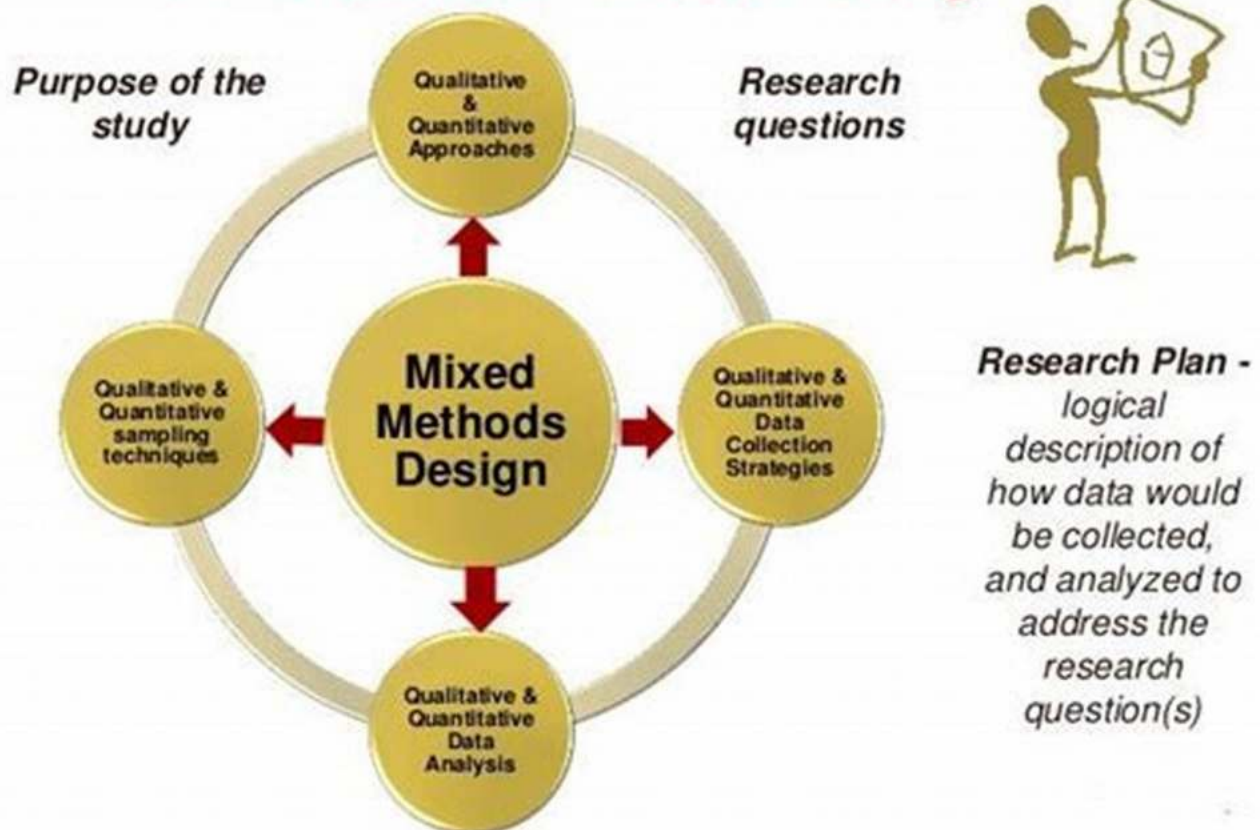 Purpose of the
study
Qualitative
&
Quantitative
Approaches
Research
questions
Qualitative &
Quantitative
sampling
techniques
Mixed
Methods
Design
Qualitative &
Quantitative
Data
Collection
Strategies
Research Plan -
logical
description of
how data would
be collected,
and analyzed to
address the
research
question(s)
Qualitative &
Quantitative
Data
Analysis